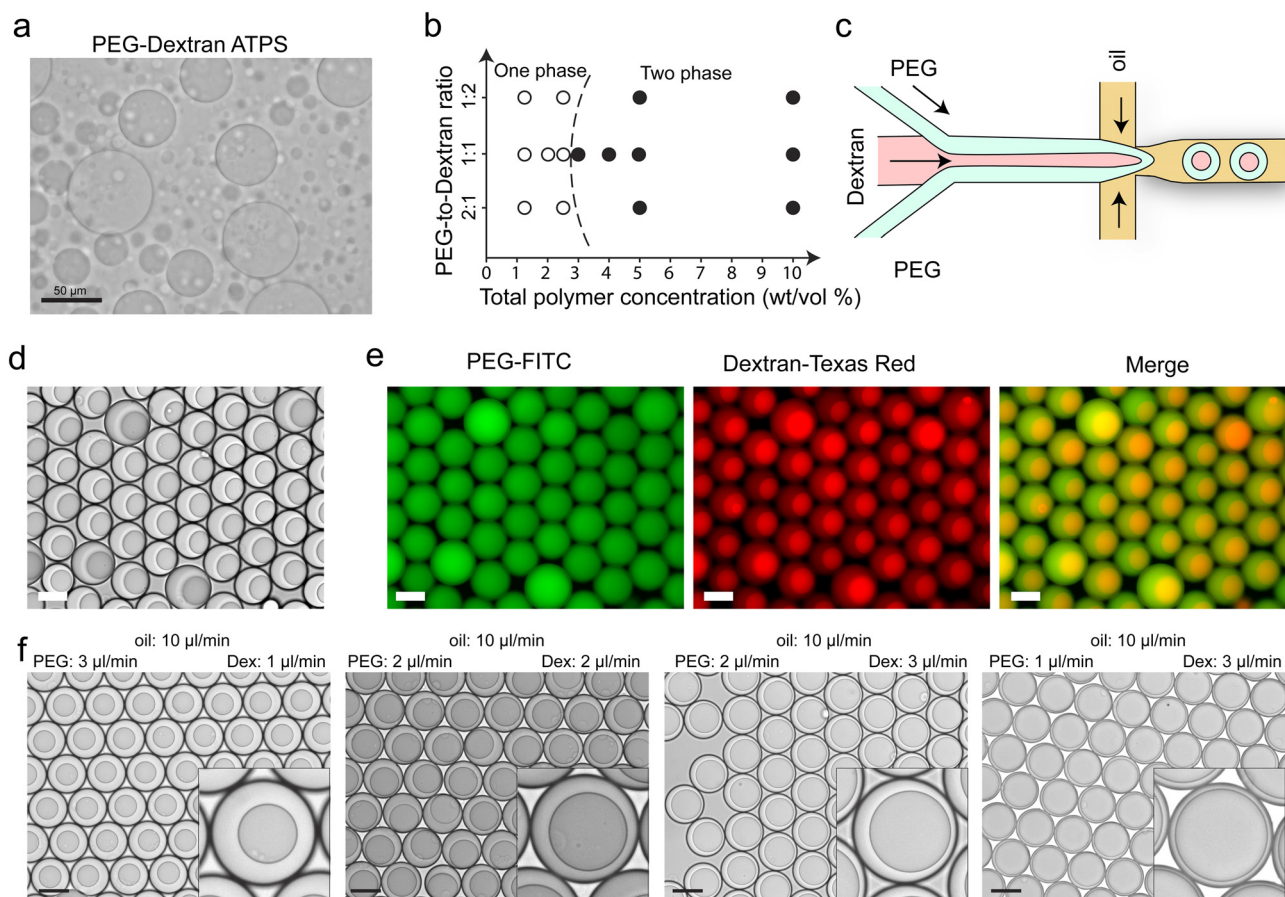 a
PEG-Dextran ATPS
50 µm
b
PEG-to-Dextran ratio
1:2
1:1
2:1
One phase
Two phase
0 1 2 3 4 5 6 7 8 9 10
Total polymer concentration (wt/vol %)
c
PEG
Dextran
PEG
oil
d
e
PEG-FITC
Dextran-Texas Red
Merge
f
oil: 10 µl/min
PEG: 3 µl/min Dex: 1 µl/min
oil: 10 µl/min
PEG: 2 µl/min Dex: 2 µl/min
oil: 10 µl/min
PEG: 2 µl/min Dex: 3 µl/min
oil: 10 µl/min
PEG: 1 µl/min Dex: 3 µl/min